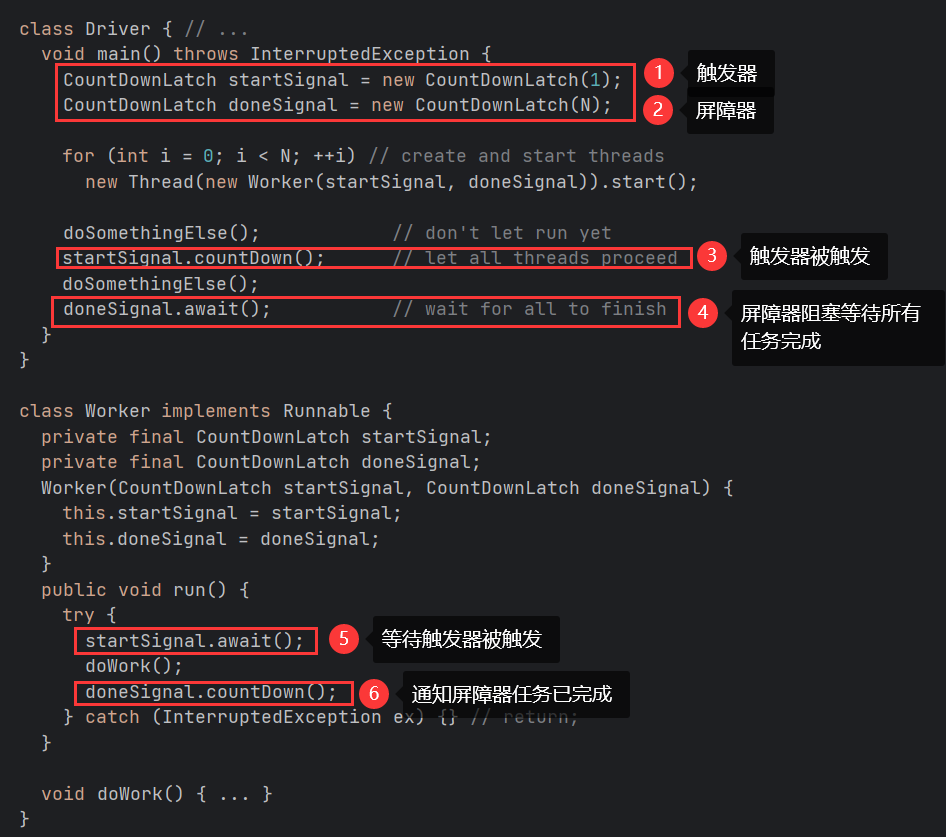 class Driver { // ...
void main() throws InterruptedException {
CountDownLatch startSignal = new CountDownLatch(1);
1 触发器
CountDownLatch doneSignal = new CountDownLatch(N);
2 屏障器
for (int i = 0; i < N; ++i) // create and start threads
new Thread(new Worker(startSignal, doneSignal)).start();
doSomethingElse(); // don't let run yet
startSignal.countDown(); // let all threads proceed
3 触发器被触发
doSomethingElse();
doneSignal.await(); // wait for all to finish
4 屏障器阻塞等待所有
任务完成
}
}
class Worker implements Runnable {
private final CountDownLatch startSignal;
private final CountDownLatch doneSignal;
Worker(CountDownLatch startSignal, CountDownLatch doneSignal) {
this.startSignal = startSignal;
this.doneSignal = doneSignal;
}
public void run() {
try {
startSignal.await();
5 等待触发器被触发
doWork();
doneSignal.countDown();
6 通知屏障器任务已完成
} catch (InterruptedException ex) {} // return;
}
void doWork() { ... }
}